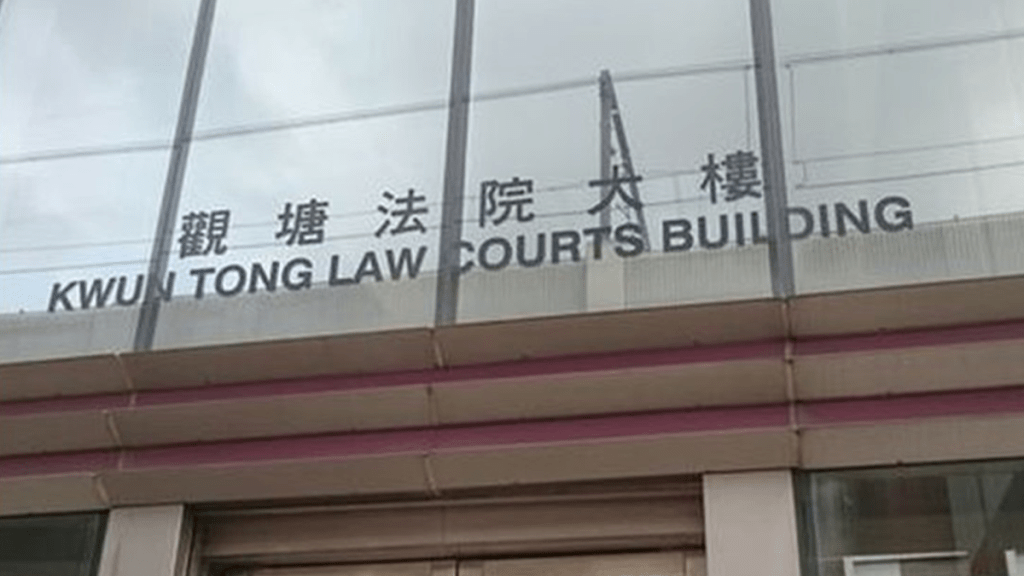 觀塘法院大樓
KWUN TONG LAW COURTS BUILDING